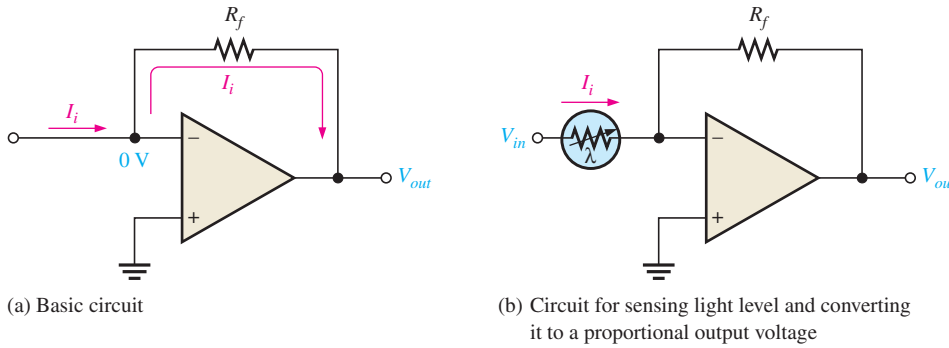 R_f
I_i
I_i
0 V
−
+
V_out
(a) Basic circuit
R_f
I_i
V_in
λ
−
+
V_ou
(b) Circuit for sensing light level and converting
it to a proportional output voltage